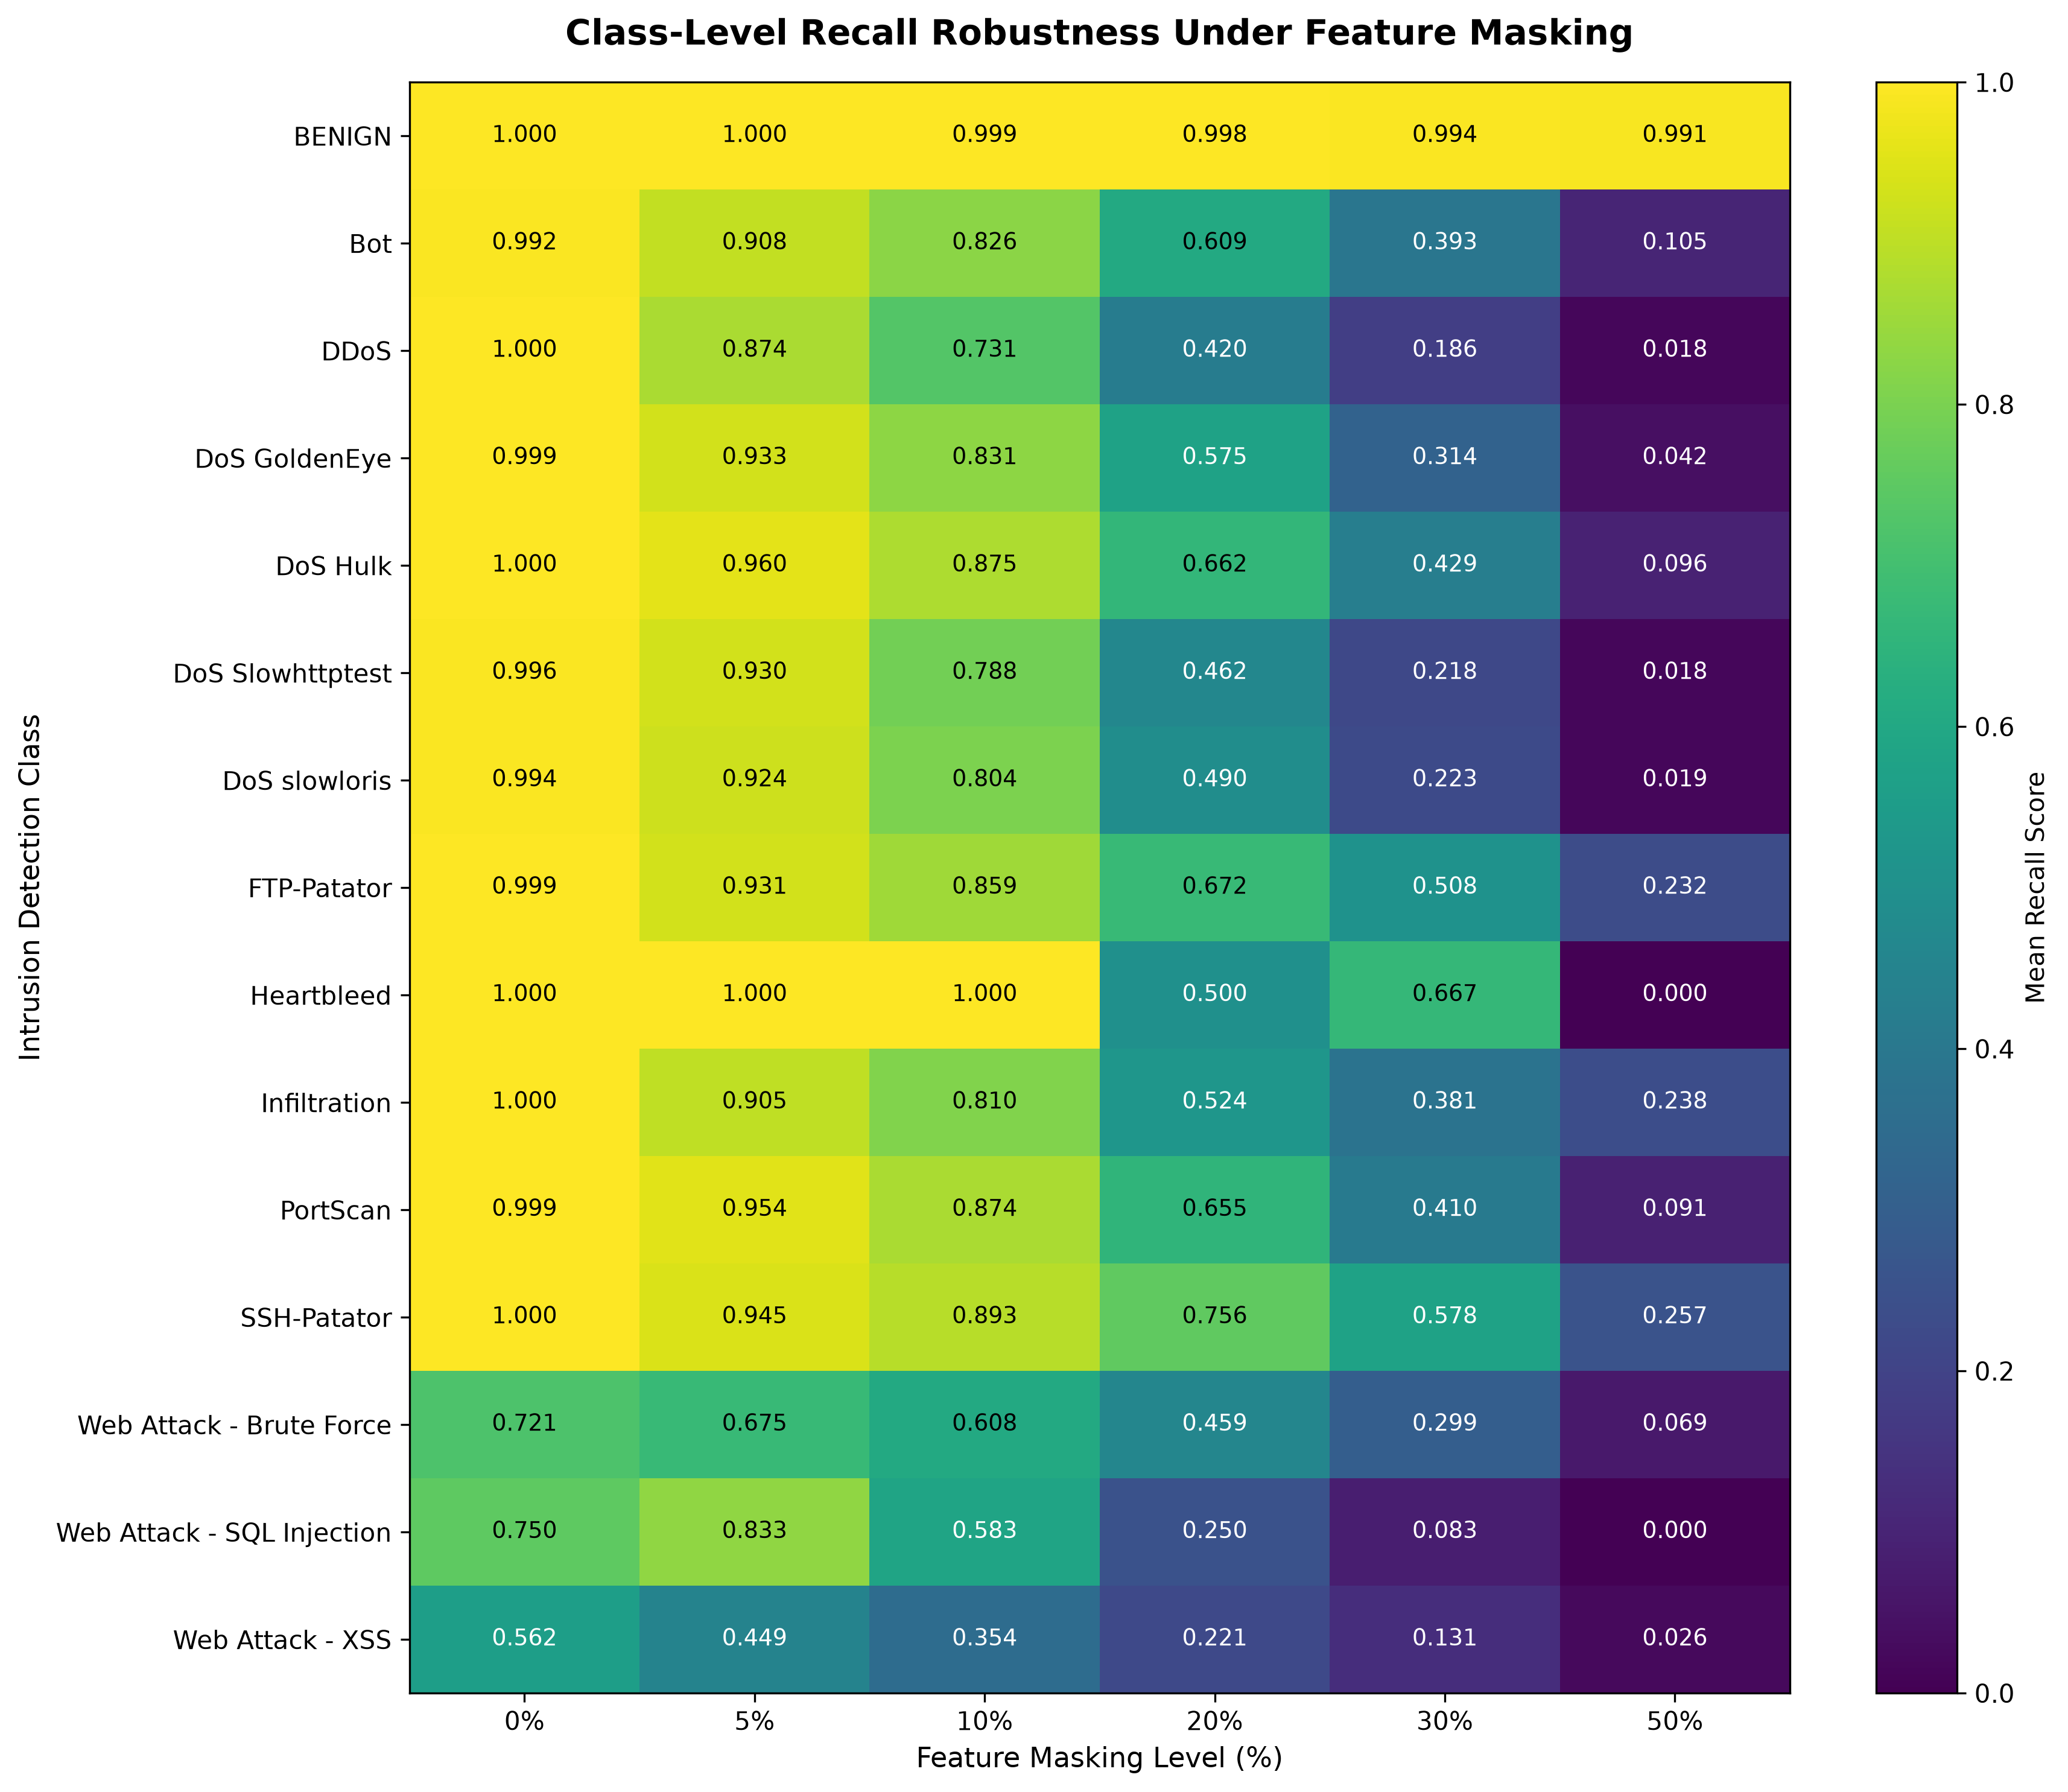 Class-Level Recall Robustness Under Feature Masking
BENIGN 1.000 1.000 0.999 0.998 0.994 0.991
Bot 0.992 0.908 0.826 0.609 0.393 0.105
DDoS 1.000 0.874 0.731 0.420 0.186 0.018
DoS GoldenEye 0.999 0.933 0.831 0.575 0.314 0.042
DoS Hulk 1.000 0.960 0.875 0.662 0.429 0.096
DoS Slowhttptest 0.996 0.930 0.788 0.462 0.218 0.018
DoS slowloris 0.994 0.924 0.804 0.490 0.223 0.019
FTP-Patator 0.999 0.931 0.859 0.672 0.508 0.232
Heartbleed 1.000 1.000 1.000 0.500 0.667 0.000
Infiltration 1.000 0.905 0.810 0.524 0.381 0.238
PortScan 0.999 0.954 0.874 0.655 0.410 0.091
SSH-Patator 1.000 0.945 0.893 0.756 0.578 0.257
Web Attack - Brute Force 0.721 0.675 0.608 0.459 0.299 0.069
Web Attack - SQL Injection 0.750 0.833 0.583 0.250 0.083 0.000
Web Attack - XSS 0.562 0.449 0.354 0.221 0.131 0.026
0% 5% 10% 20% 30% 50%
Feature Masking Level (%)
Intrusion Detection Class
1.0
0.8
0.6
0.4
0.2
0.0
Mean Recall Score